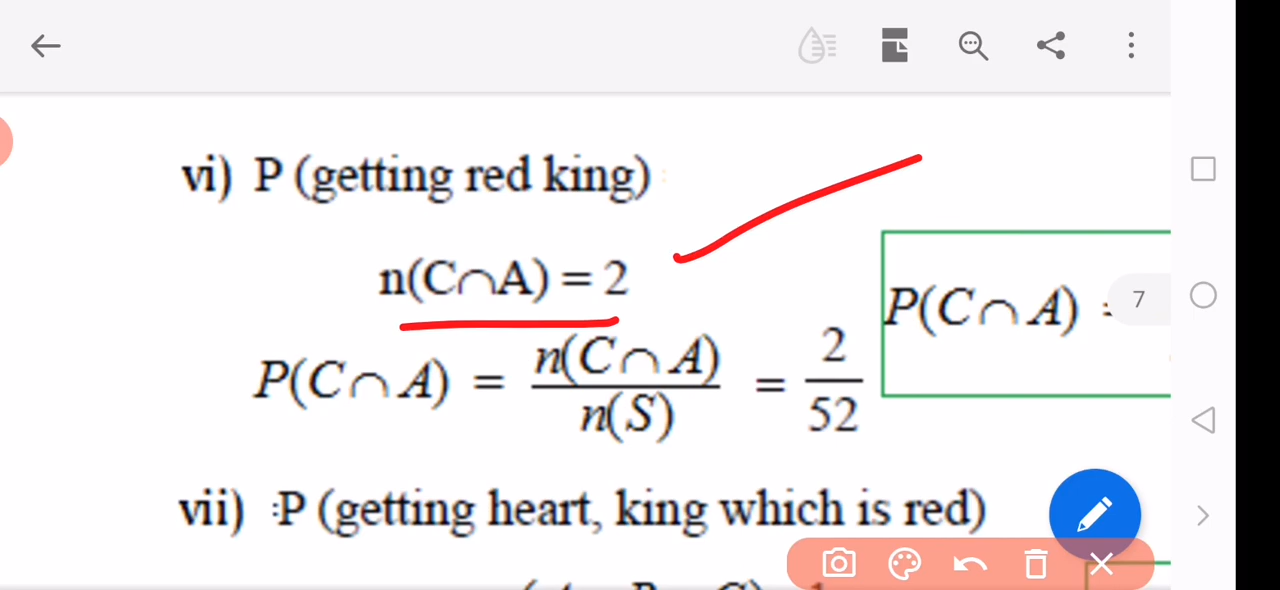 vi) P (getting red king)
n(C∩A) = 2
P(C∩A) = n(C∩A) / n(S) = 2 / 52
P(C∩A)
7
vii) :P (getting heart, king which is red)